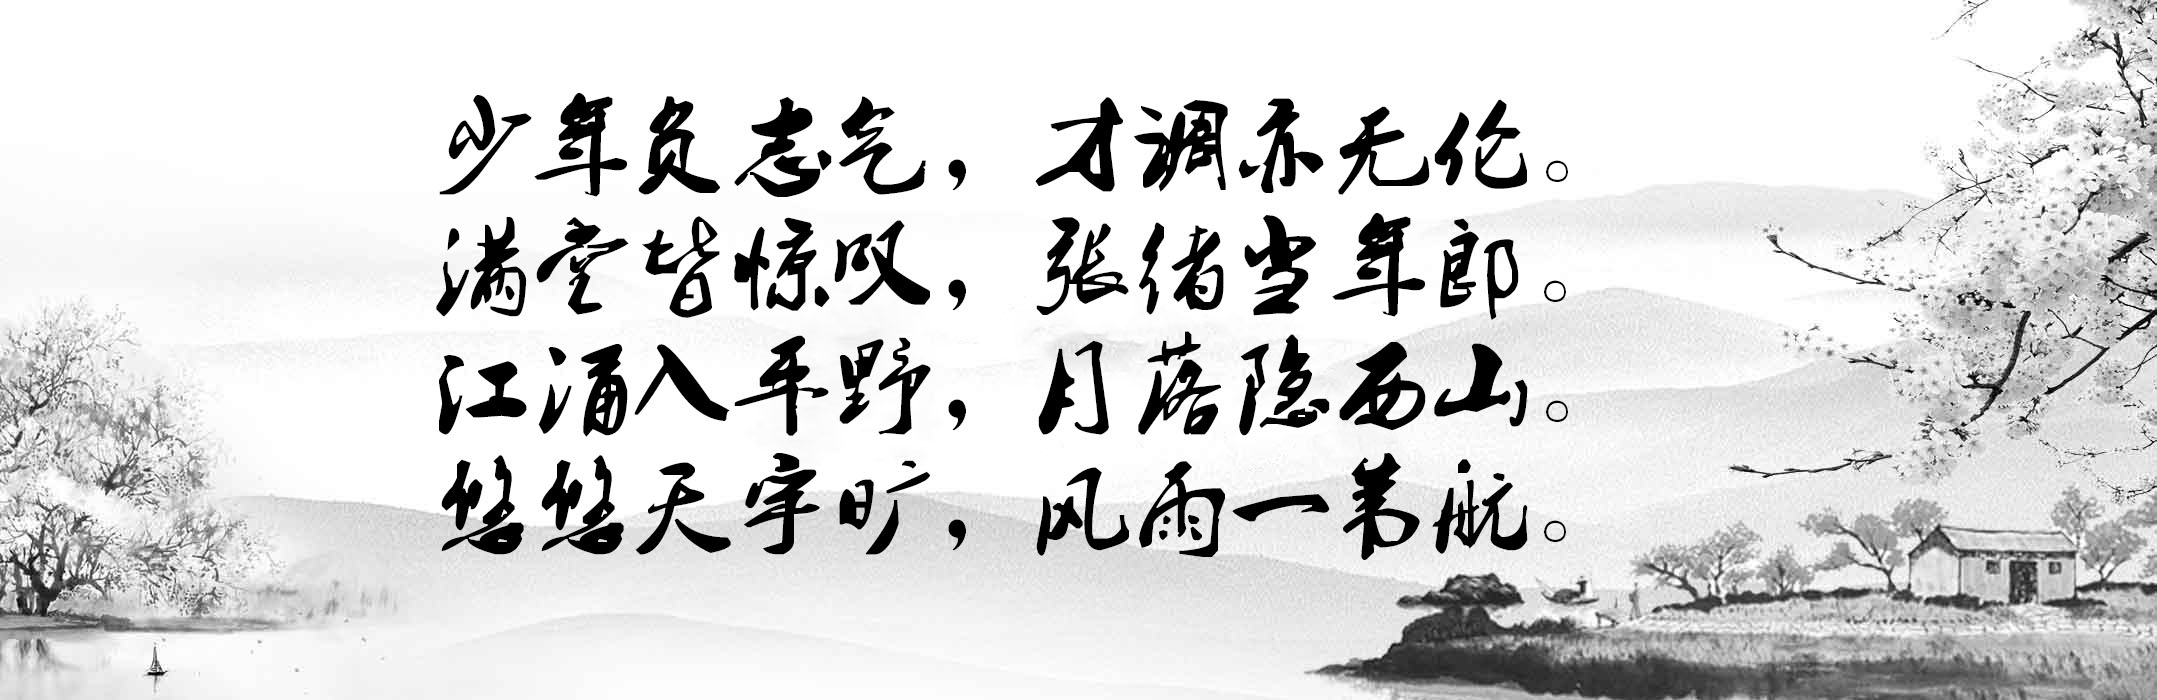 少年负志气，才调亦无伦。
满堂皆惊叹，张绪当年郎。
江涌入平野，月落隐西山。
悠悠天宇旷，风雨一苇航。